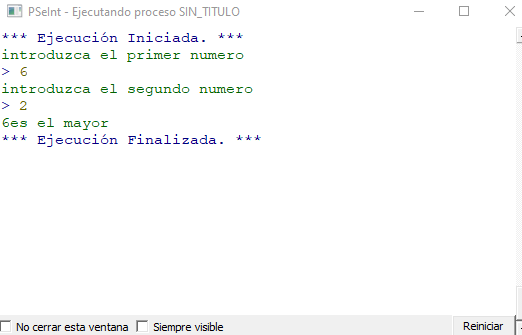 PSeInt - Ejecutando proceso SIN_TITULO
*** Ejecución Iniciada. ***
introduzca el primer numero
> 6
introduzca el segundo numero
> 2
6es el mayor
*** Ejecución Finalizada. ***
No cerrar esta ventana Siempre visible Reiniciar